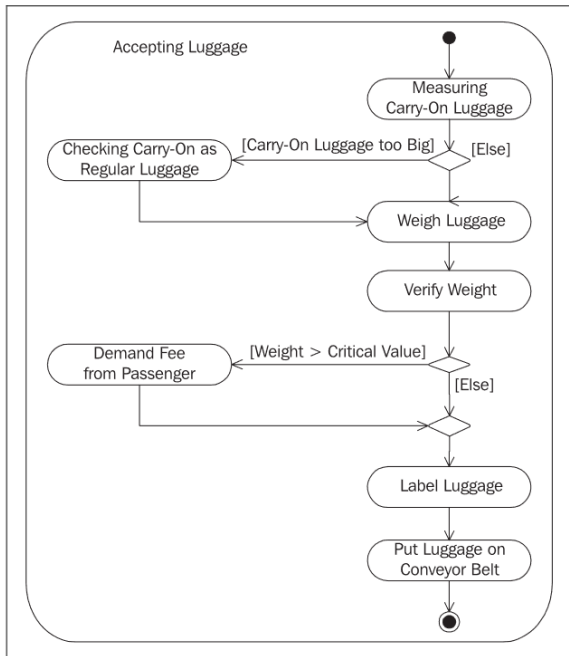 Accepting Luggage
Measuring
Carry-On Luggage
[Carry-On Luggage too Big]
[Else]
Checking Carry-On as
Regular Luggage
Weigh Luggage
Verify Weight
[Weight > Critical Value]
Demand Fee
from Passenger
[Else]
Label Luggage
Put Luggage on
Conveyor Belt